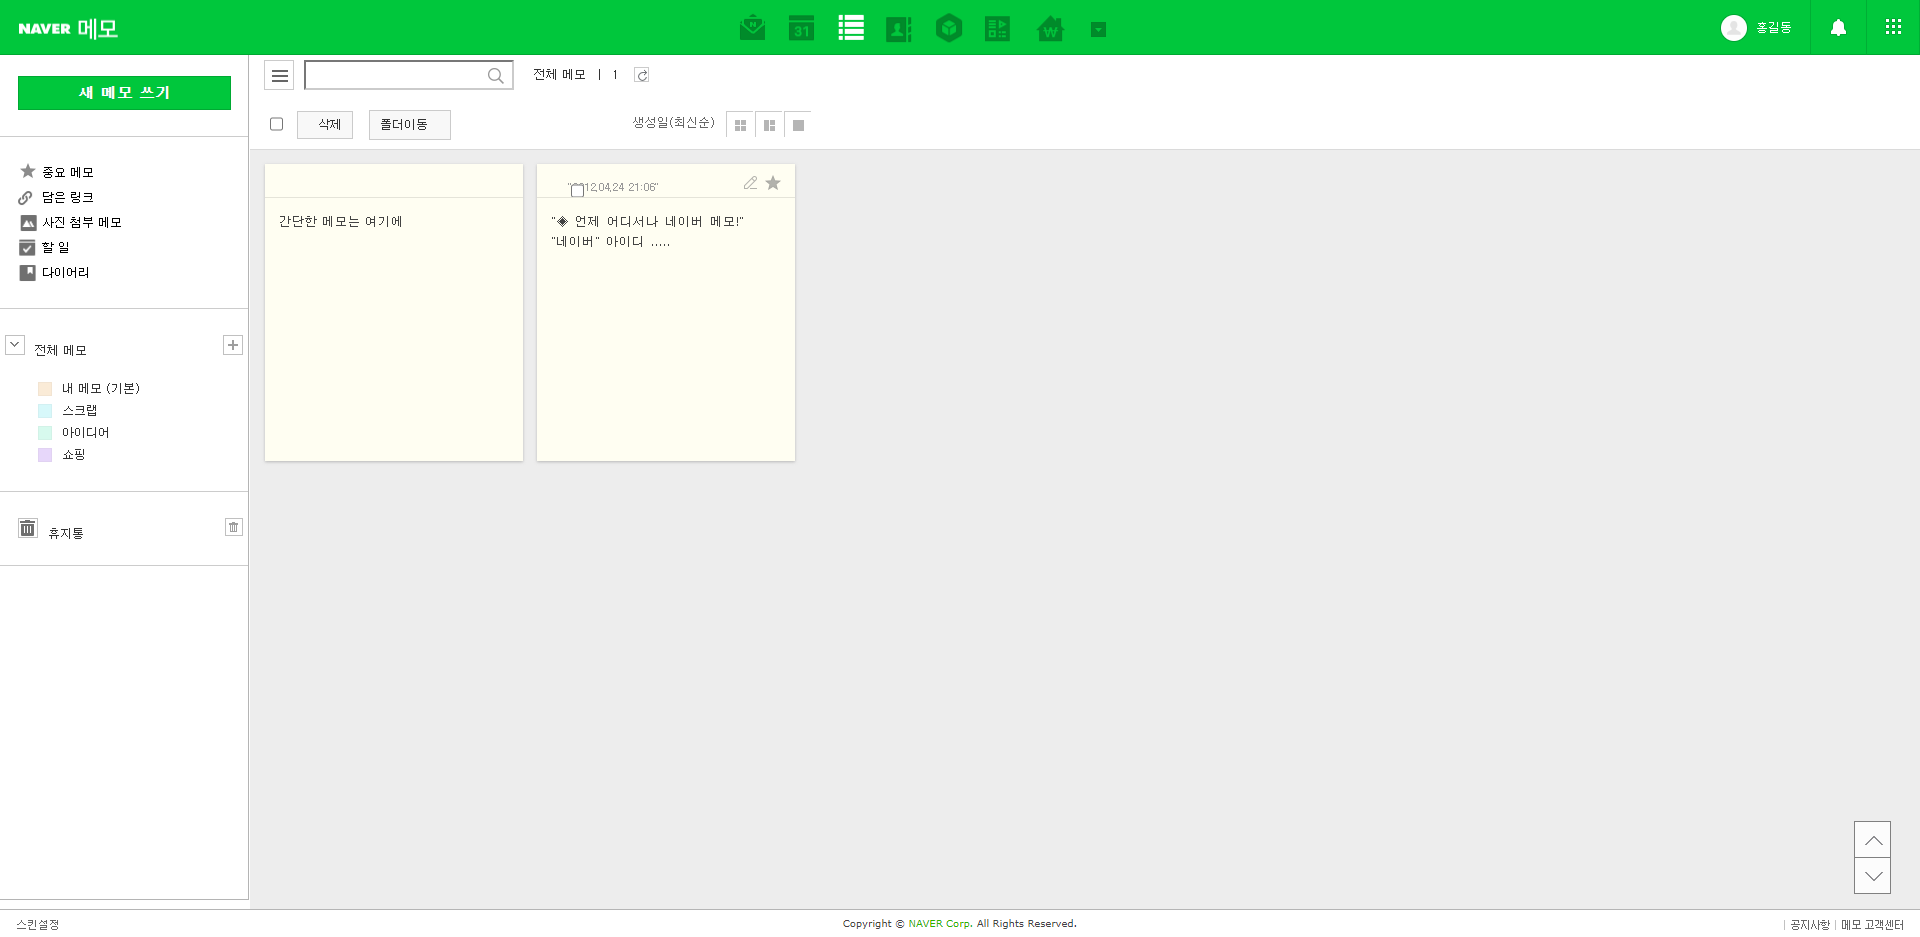 NAVER 메모
31
홍길동
새 메모 쓰기
전체 메모 | 1
삭제
폴더이동
생성일(최신순)
중요 메모
담은 링크
사진 첨부 메모
할 일
다이어리
전체 메모
내 메모 (기본)
스크랩
아이디어
쇼핑
휴지통
간단한 메모는 여기에
12.04.24 21:06"
"◈ 언제 어디서나 네이버 메모!"
"네이버" 아이디 .....
스킨설정
Copyright © NAVER Corp. All Rights Reserved.
| 공지사항 | 메모 고객센터